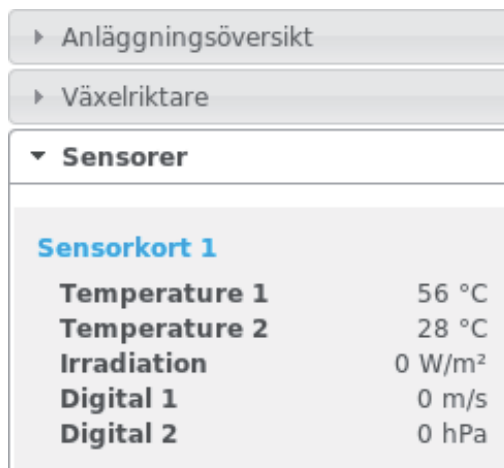 Anläggningsöversikt
Växelriktare
Sensorer
Sensorkort 1
Temperature 1 56 °C
Temperature 2 28 °C
Irradiation 0 W/m²
Digital 1 0 m/s
Digital 2 0 hPa